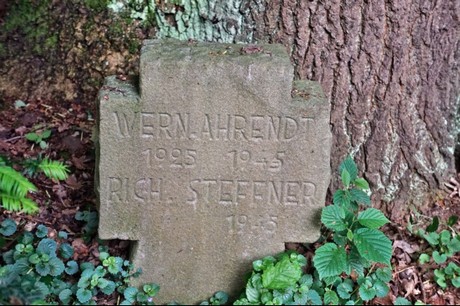 WERN. AHRENDT
1925 1945
RICH. STEFFNER
1945